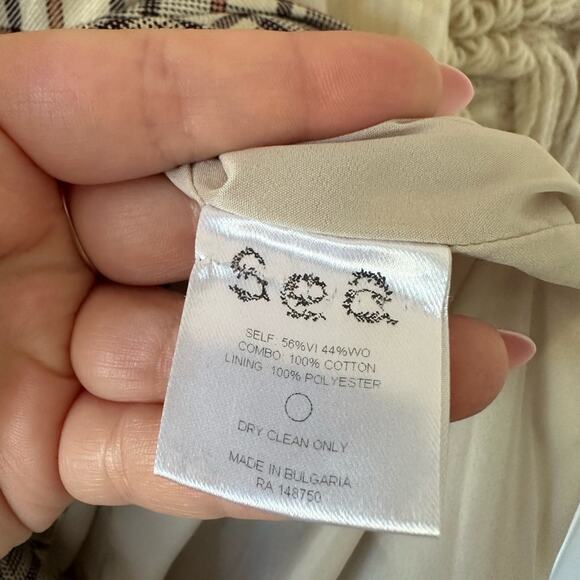 Sea
SELF: 56%VI 44%WO
COMBO: 100% COTTON
LINING: 100% POLYESTER
DRY CLEAN ONLY
MADE IN BULGARIA
RA 148750